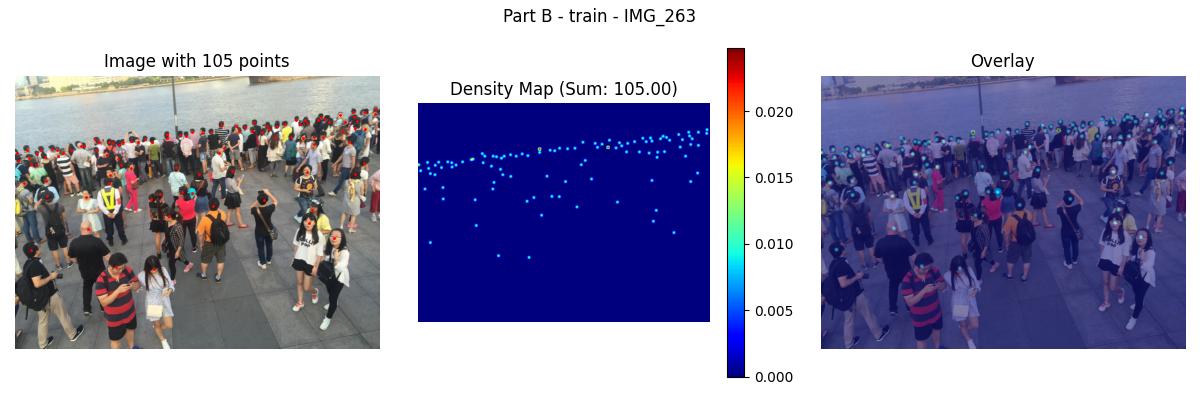 Part B - train - IMG_263
Image with 105 points
Density Map (Sum: 105.00)
Overlay
0.020
0.015
0.010
0.005
0.000